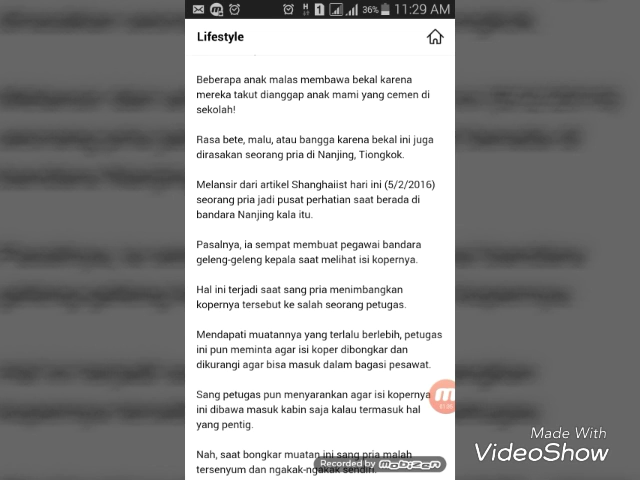 36% 11:29 AM
Lifestyle
Beberapa anak malas membawa bekal karena
mereka takut dianggap anak mami yang cemen di
sekolah!
Rasa bete, malu, atau bangga karena bekal ini juga
dirasakan seorang pria di Nanjing, Tiongkok.
Melansir dari artikel Shanghaiist hari ini (5/2/2016)
seorang pria jadi pusat perhatian saat berada di
bandara Nanjing kala itu.
Pasalnya, ia sempat membuat pegawai bandara
geleng-geleng kepala saat melihat isi kopernya.
Hal ini terjadi saat sang pria menimbangkan
kopernya tersebut ke salah seorang petugas.
Mendapati muatannya yang terlalu berlebih, petugas
ini pun meminta agar isi koper dibongkar dan
dikurangi agar bisa masuk dalam bagasi pesawat.
Sang petugas pun menyarankan agar isi kopernya
ini dibawa masuk kabin saja kalau termasuk hal
yang pentig.
Nah, saat bongkar muatan ini sang pria malah
tersenyum dan ngakak-ngakak sendiri.
Recorded by mobizen
Made With
VideoShow